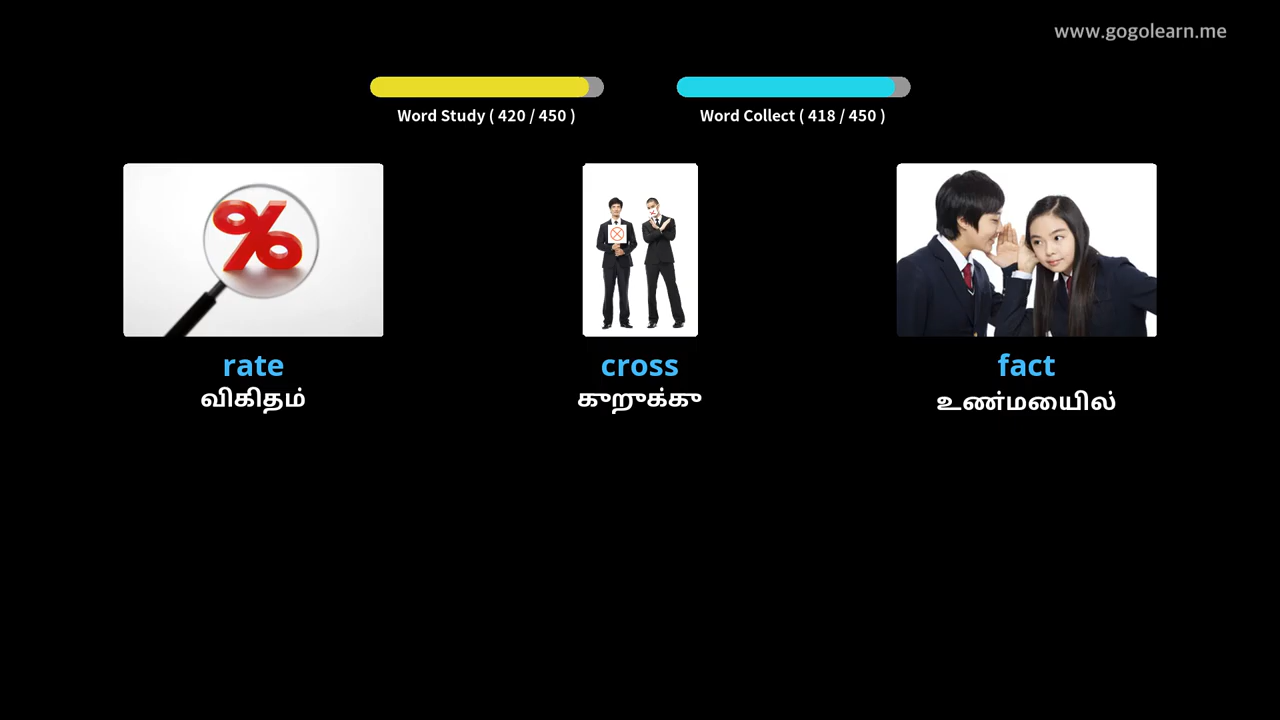 www.gogolearn.me
Word Study ( 420 / 450 )
Word Collect ( 418 / 450 )
%
rate
விகிதம்
cross
குறுக்கு
fact
உண்மையில்